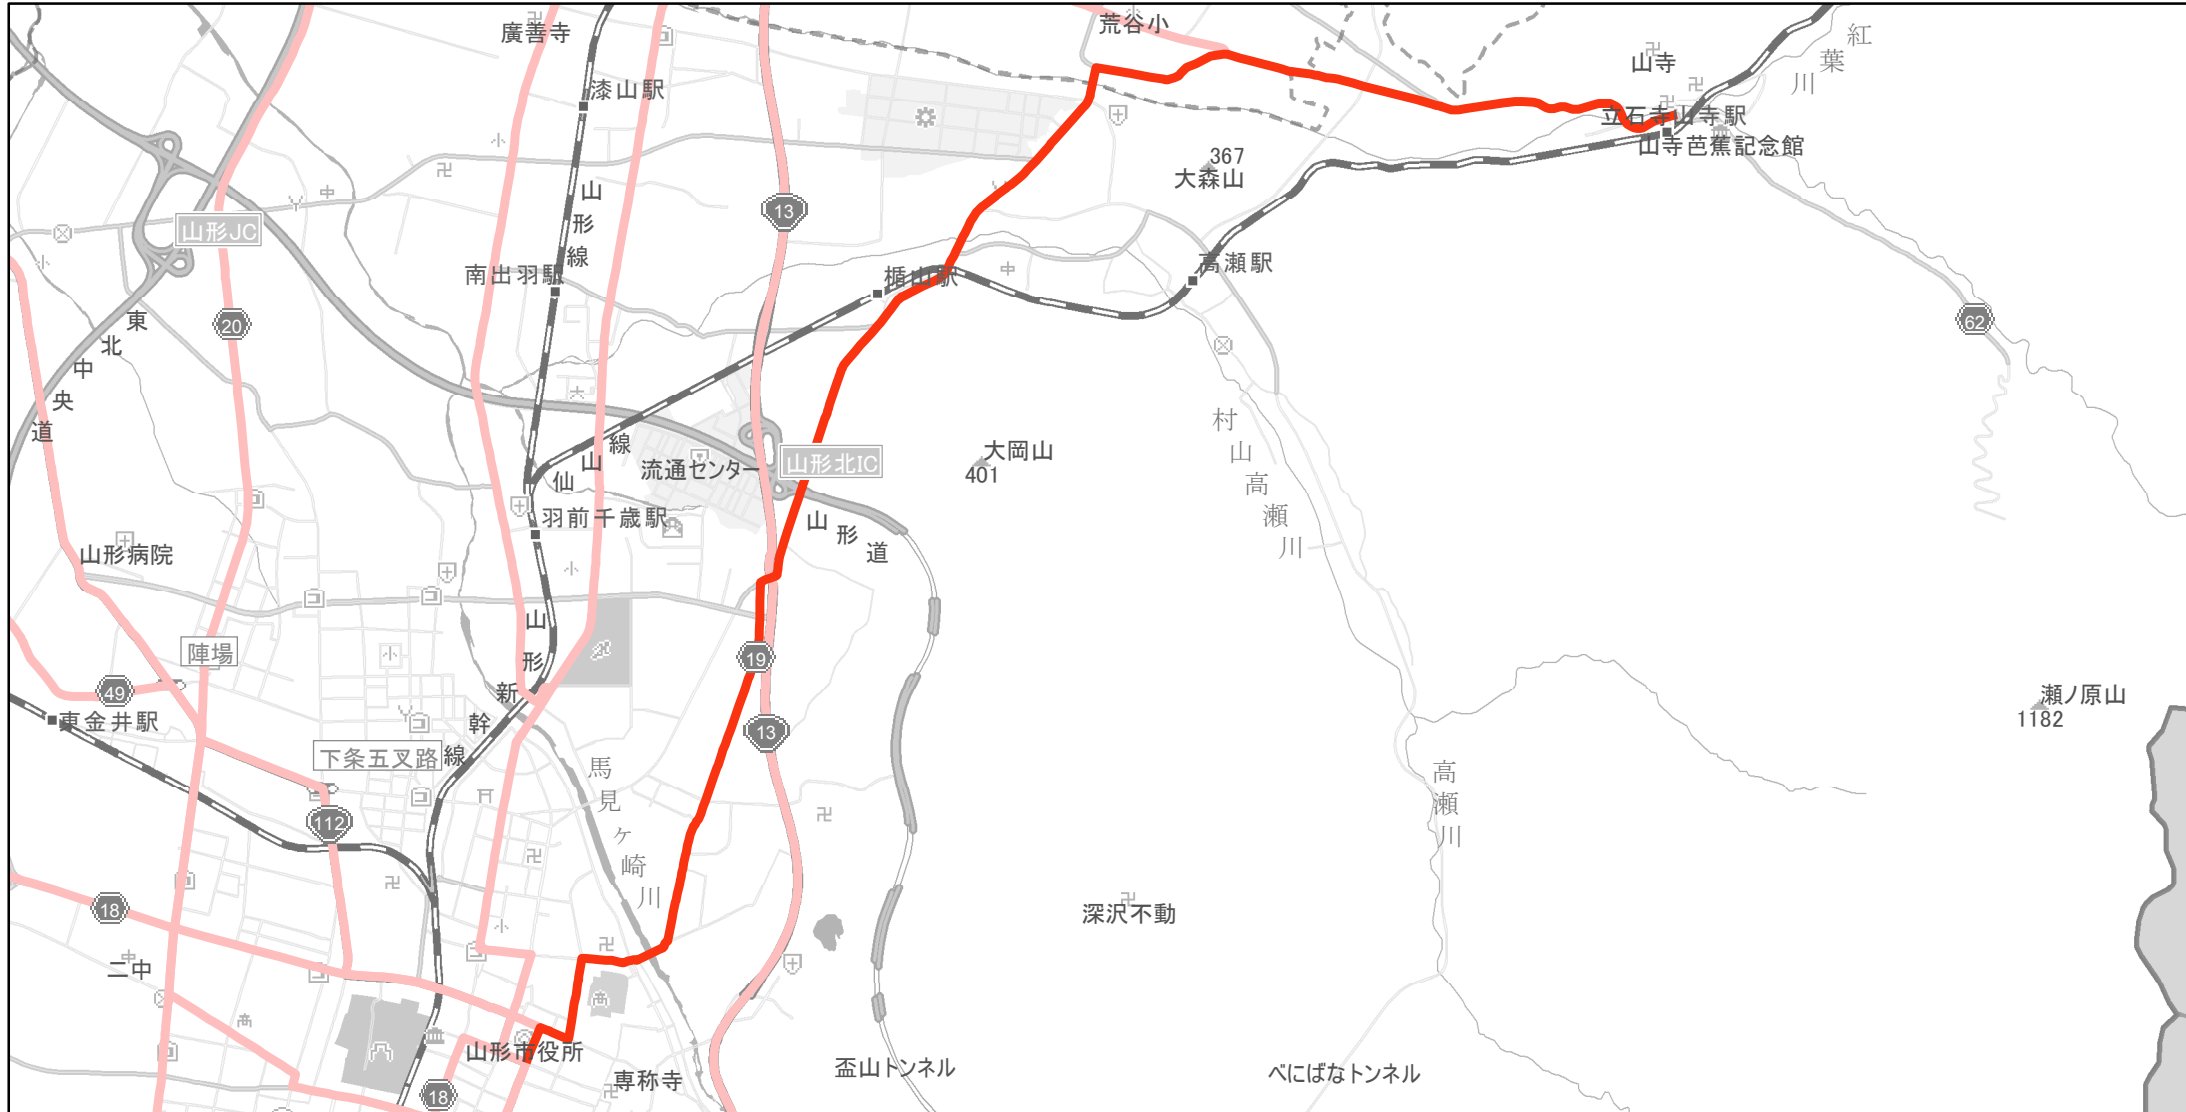 廣善寺
荒谷小
紅葉川
山寺
漆山駅
立石寺
山寺駅
山寺芭蕉記念館
367
大森山
山形線
13
山形JC
南出羽駅
楯山駅
高瀬駅
20
62
東北中央道
村山高瀬川
大岡山
401
仙山線
流通センター
山形北IC
羽前千歳駅
山形道
山形病院
山形新幹線
陣場
19
49
瀬ノ原山
1182
東金井駅
13
下条五叉路
馬見ヶ崎川
高瀬川
112
18
深沢不動
二中
山形市役所
専称寺
盃山トンネル
べにばなトンネル
18